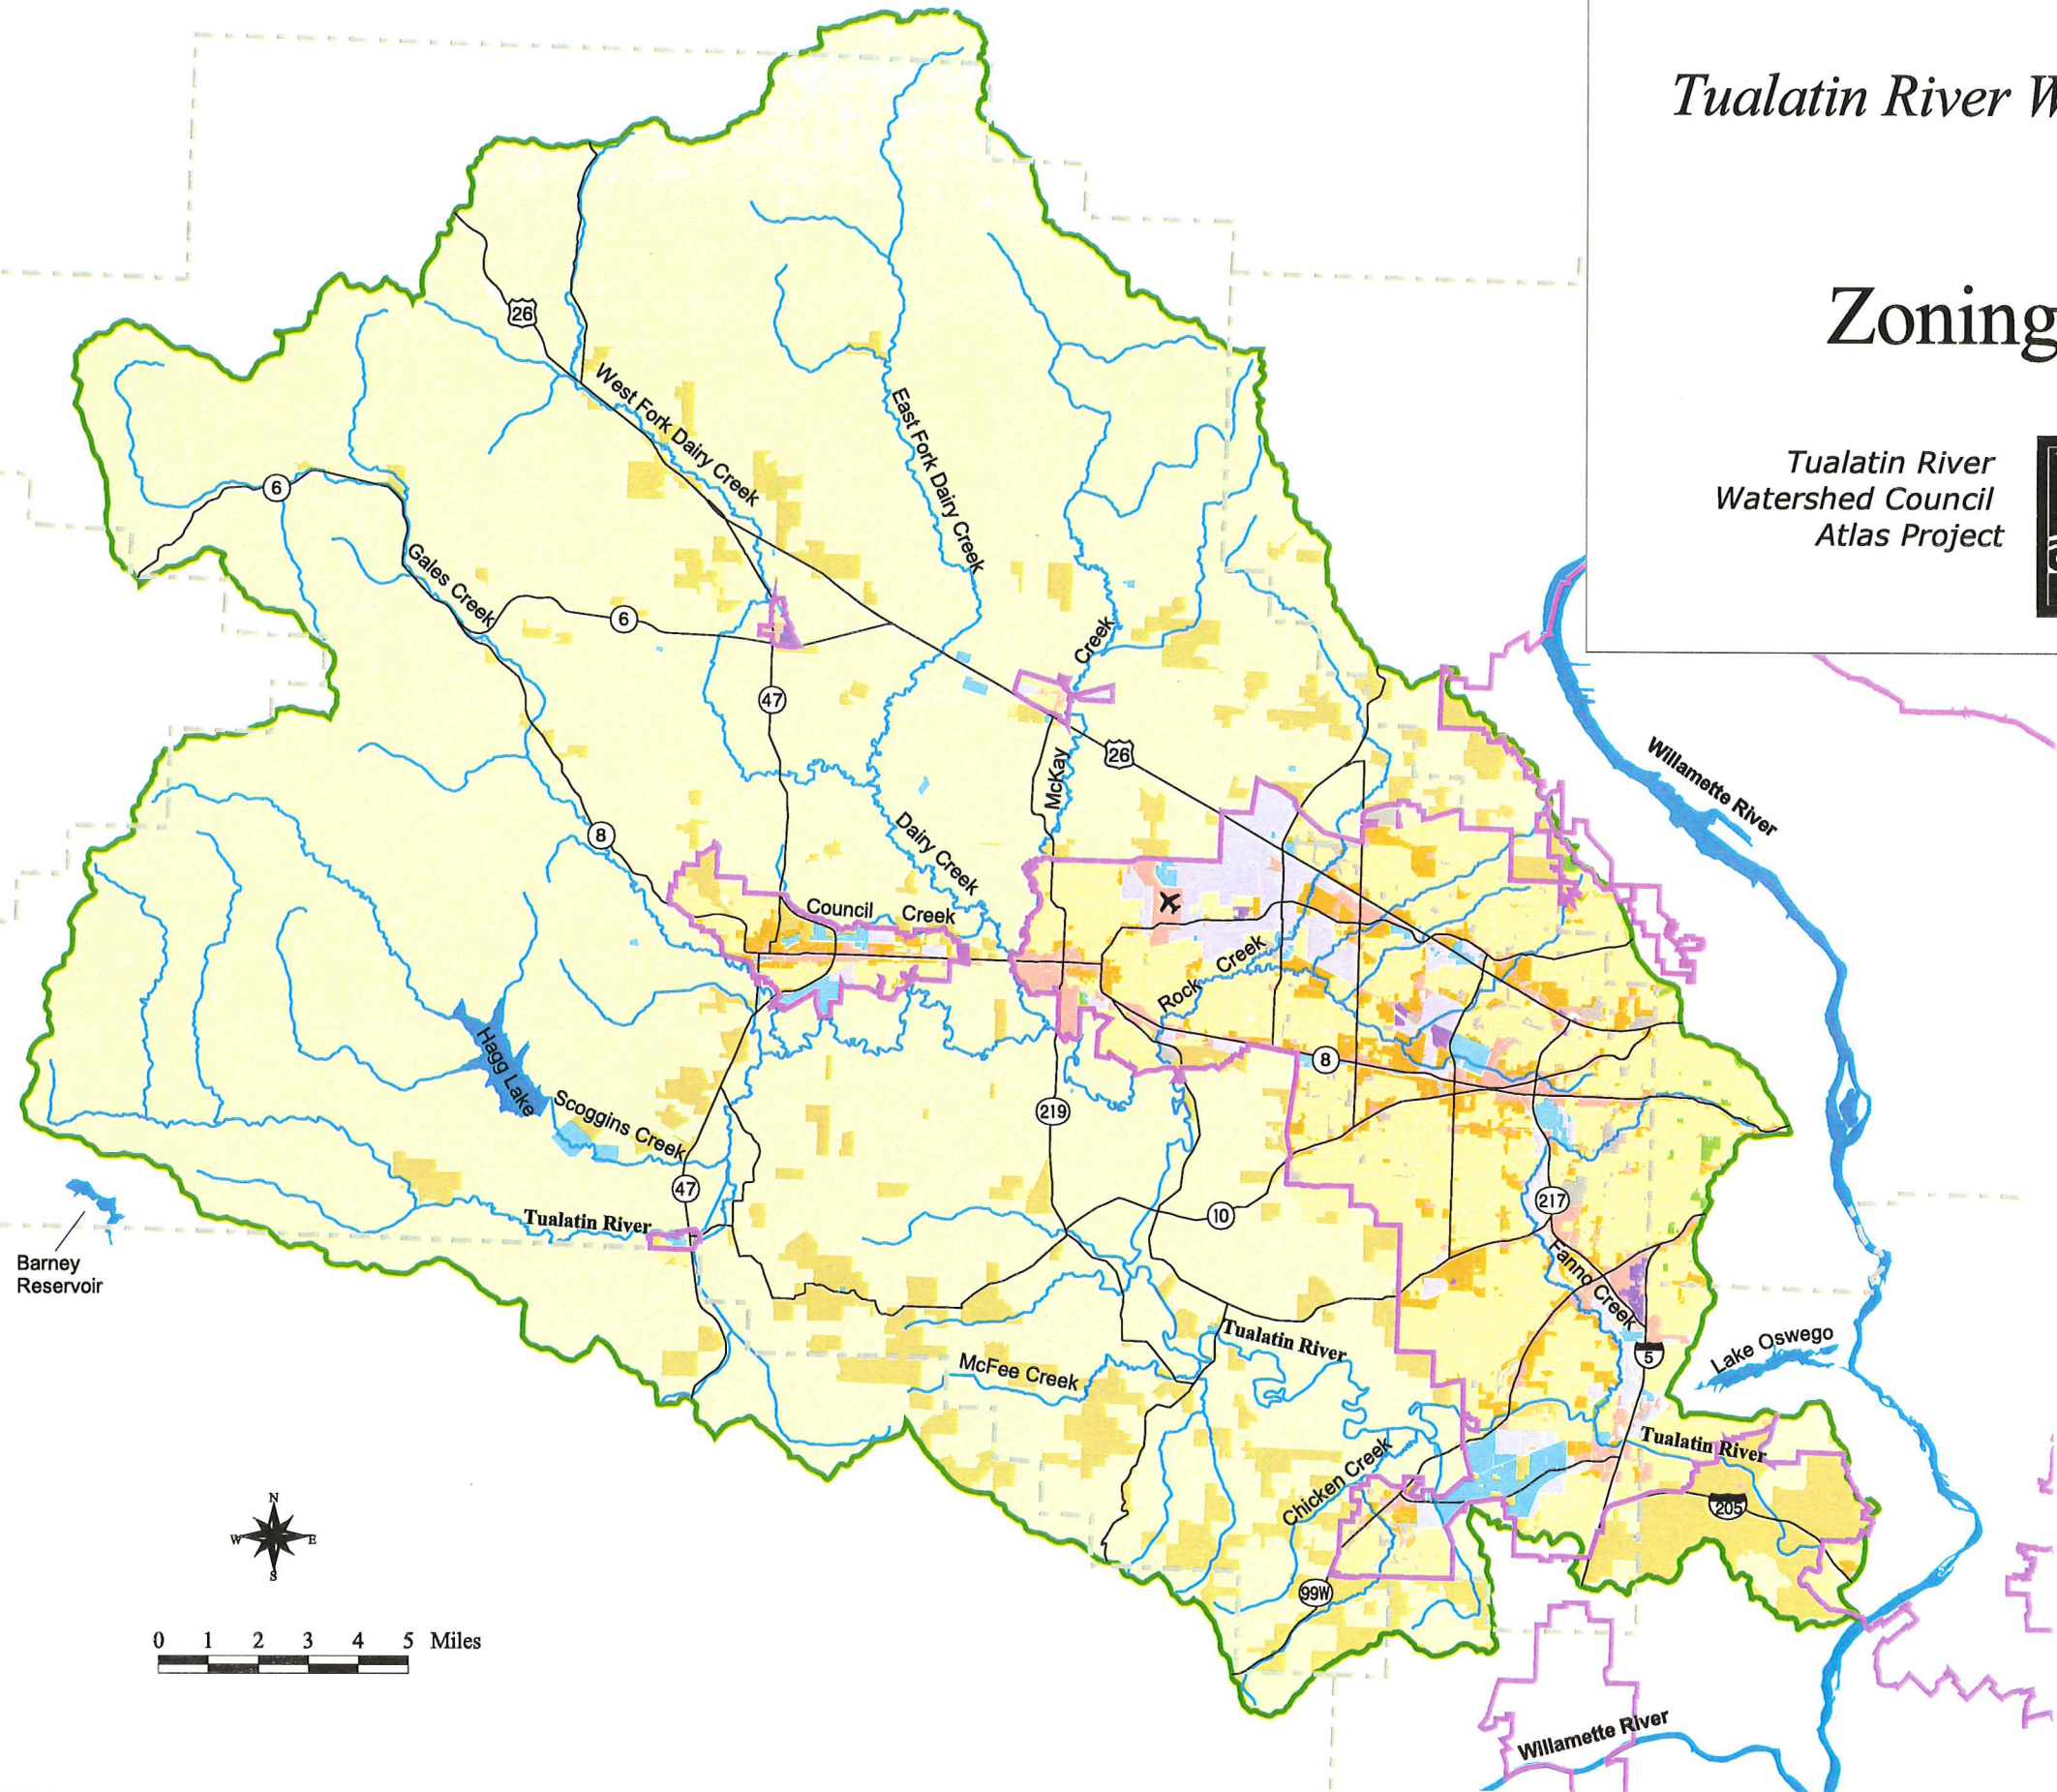 Tualatin River W
Zoning
Tualatin River
Watershed Council
Atlas Project
26
West Fork Dairy Creek
East Fork Dairy Creek
6
Gales Creek
6
47
Creek
26
McKay
Willamette River
8
Dairy Creek
Council Creek
Rock Creek
Hagg Lake
Scoggins Creek
8
219
47
10
217
Tualatin River
Barney
Reservoir
Fanno Creek
Tualatin River
5
Lake Oswego
McFee Creek
Chicken Creek
Tualatin River
205
99W
N
W E
S
0 1 2 3 4 5 Miles
Willamette River